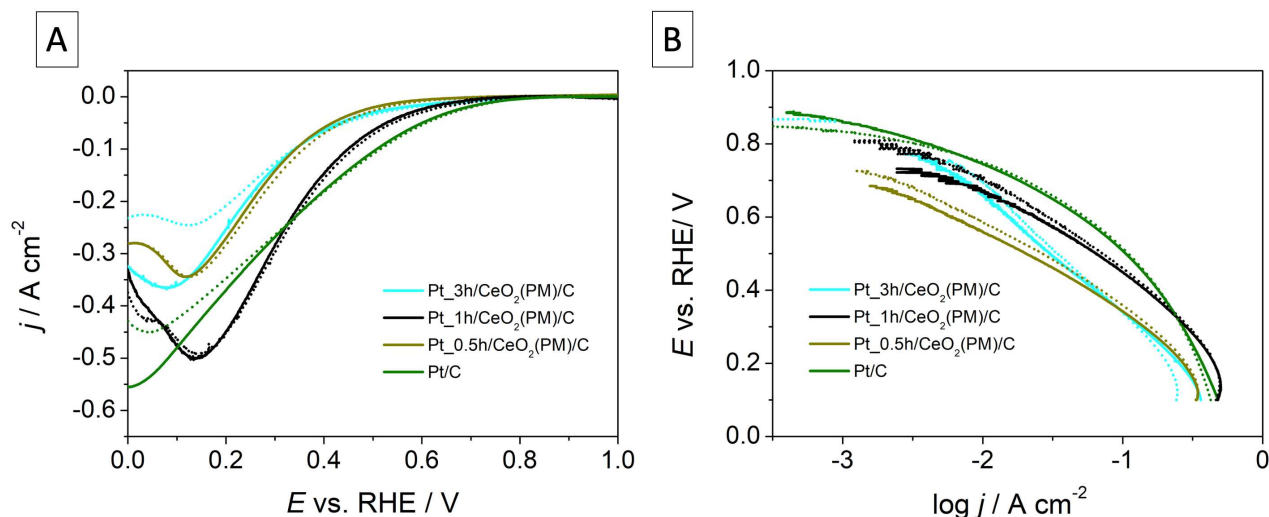 A
0.0
-0.1
-0.2
-0.3
-0.4
-0.5
-0.6
j / A cm⁻²
Pt_3h/CeO₂(PM)/C
Pt_1h/CeO₂(PM)/C
Pt_0.5h/CeO₂(PM)/C
Pt/C
0.0 0.2 0.4 0.6 0.8 1.0
E vs. RHE / V
B
1.0
0.8
0.6
0.4
0.2
0.0
E vs. RHE/ V
Pt_3h/CeO₂(PM)/C
Pt_1h/CeO₂(PM)/C
Pt_0.5h/CeO₂(PM)/C
Pt/C
-3 -2 -1 0
log j / A cm⁻²